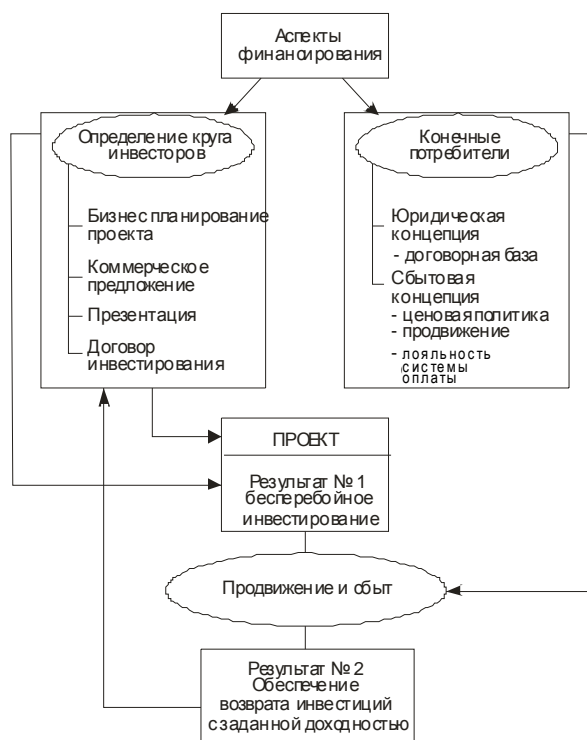 Аспекты
финансирования
Определение круга
инвесторов
Бизнес планирование
проекта
Коммерческое
предложение
Презентация
Договор
инвестирования
Конечные
потребители
Юридическая
концепция
- договорная база
Сбытовая
концепция
- ценовая политика
- продвижение
- лояльность
системы
оплаты
ПРОЕКТ
Результат № 1
бесперебойное
инвестирование
Продвижение и сбыт
Результат № 2
Обеспечение
возврата инвестиций
с заданной доходностью